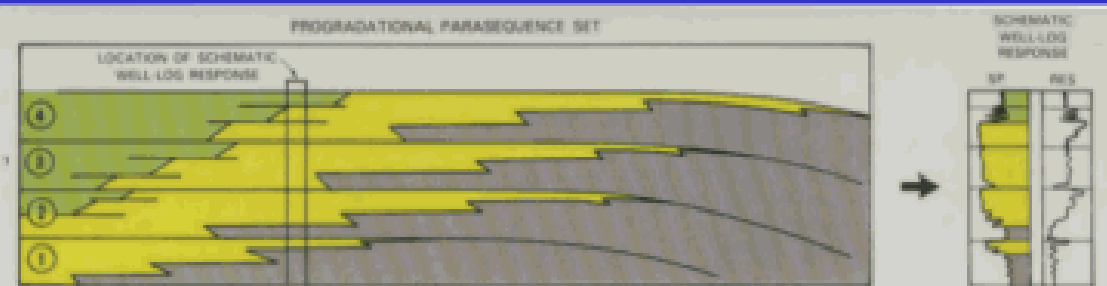 PROGRADATIONAL PARASEQUENCE SET
SCHEMATIC
WELL-LOG
RESPONSE
LOCATION OF SCHEMATIC
WELL-LOG RESPONSE
SP RES
4
3
2
1